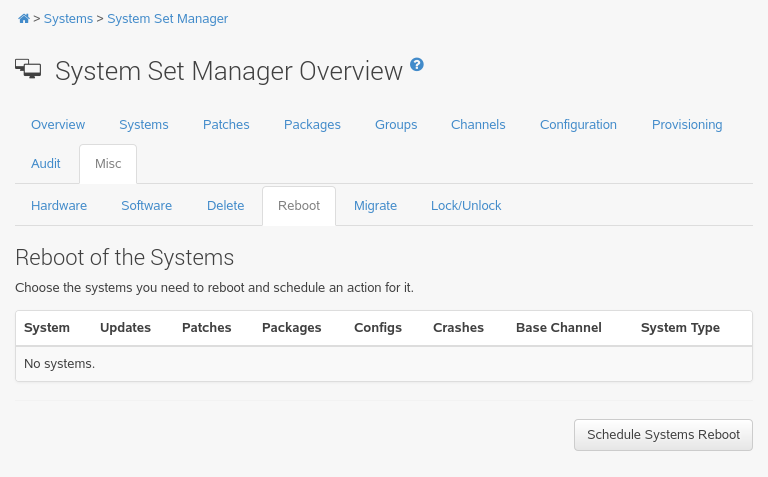 > Systems > System Set Manager
System Set Manager Overview ?
Overview Systems Patches Packages Groups Channels Configuration Provisioning
Audit Misc
Hardware Software Delete Reboot Migrate Lock/Unlock
Reboot of the Systems
Choose the systems you need to reboot and schedule an action for it.
System Updates Patches Packages Configs Crashes Base Channel System Type
No systems.
Schedule Systems Reboot